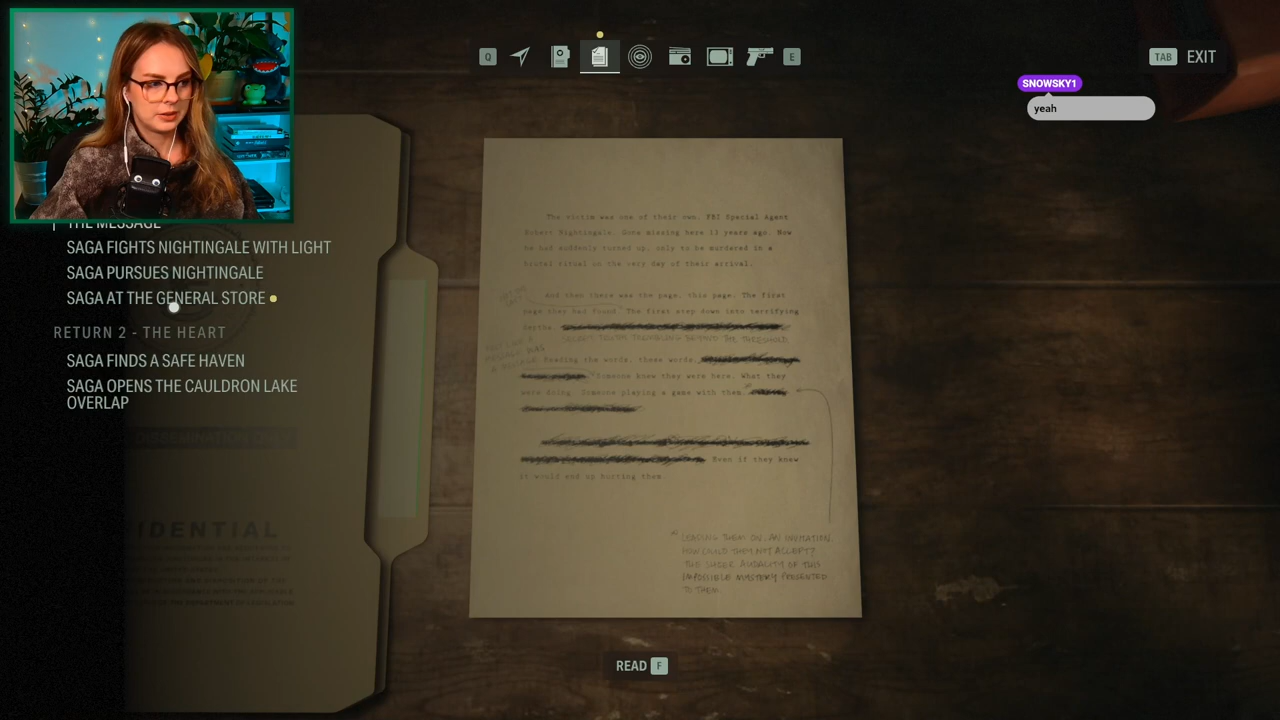 Q
E
TAB EXIT
SNOWSKY1
yeah
THE MESSAGE
SAGA FIGHTS NIGHTINGALE WITH LIGHT
SAGA PURSUES NIGHTINGALE
SAGA AT THE GENERAL STORE
RETURN 2 - THE HEART
SAGA FINDS A SAFE HAVEN
SAGA OPENS THE CAULDRON LAKE
OVERLAP
IDENTIAL
The victim was one of their own. FBI Special Agent
Robert Nightingale. Gone missing here 13 years ago. Now
he had suddenly turned up, only to be murdered in a
brutal ritual on the very day of their arrival.
And then there was the page, this page. The first
page they had found. The first step down into terrifying
depths.
Reading the words, these words,
Someone knew they were here. What they
were doing. Someone playing a game with them.
Even if they knew
it would end up hurting them.
LEADING THEM ON. AN INVITATION.
HOW COULD THEY NOT ACCEPT?
THE SHEER AUDACITY OF THIS
IMPOSSIBLE MYSTERY PRESENTED
TO THEM.
READ F